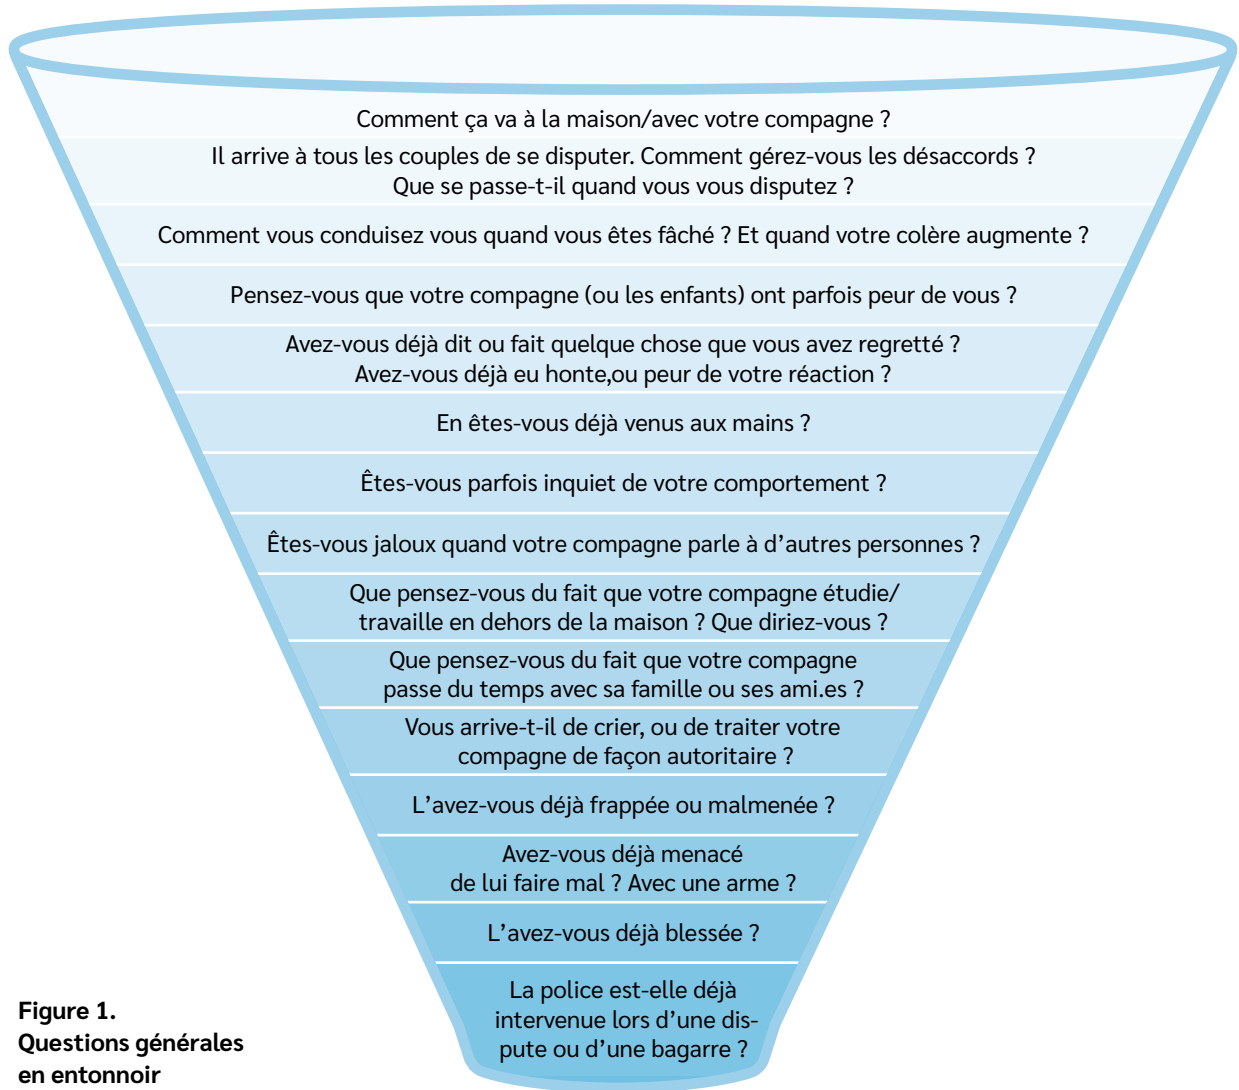 Comment ça va à la maison/avec votre compagne ?
Il arrive à tous les couples de se disputer. Comment gérez-vous les désaccords ?
Que se passe-t-il quand vous vous disputez ?
Comment vous conduisez vous quand vous êtes fâché ? Et quand votre colère augmente ?
Pensez-vous que votre compagne (ou les enfants) ont parfois peur de vous ?
Avez-vous déjà dit ou fait quelque chose que vous avez regretté ?
Avez-vous déjà eu honte,ou peur de votre réaction ?
En êtes-vous déjà venus aux mains ?
Êtes-vous parfois inquiet de votre comportement ?
Êtes-vous jaloux quand votre compagne parle à d’autres personnes ?
Que pensez-vous du fait que votre compagne étudie/
travaille en dehors de la maison ? Que diriez-vous ?
Que pensez-vous du fait que votre compagne
passe du temps avec sa famille ou ses ami.es ?
Vous arrive-t-il de crier, ou de traiter votre
compagne de façon autoritaire ?
L’avez-vous déjà frappée ou malmenée ?
Avez-vous déjà menacé
de lui faire mal ? Avec une arme ?
L’avez-vous déjà blessée ?
La police est-elle déjà
intervenue lors d’une dis-
pute ou d’une bagarre ?
Figure 1.
Questions générales
en entonnoir